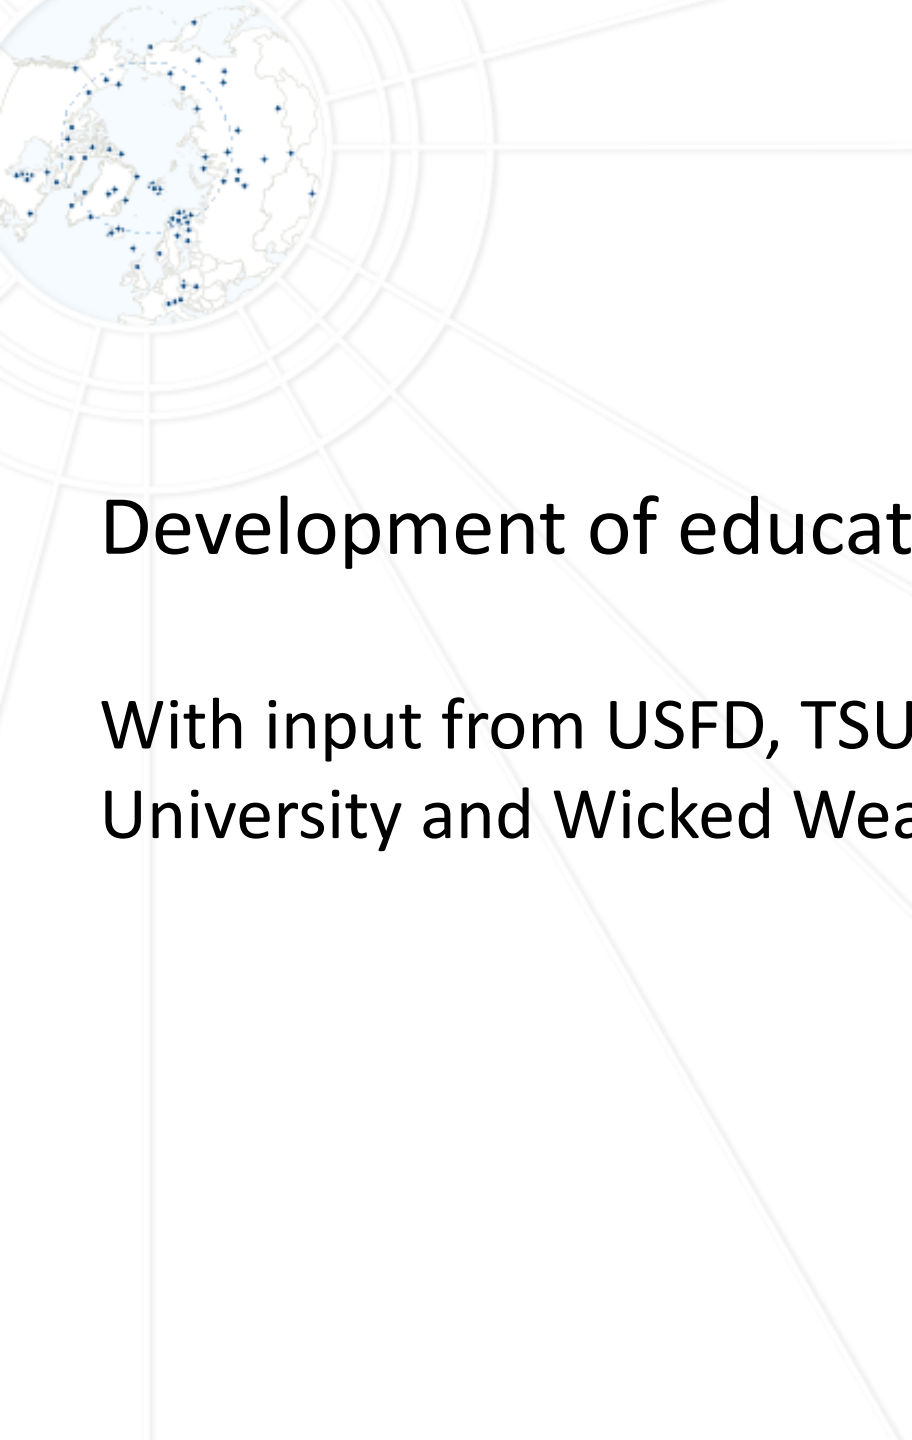 Development of educat
With input from USFD, TSU
University and Wicked Wea